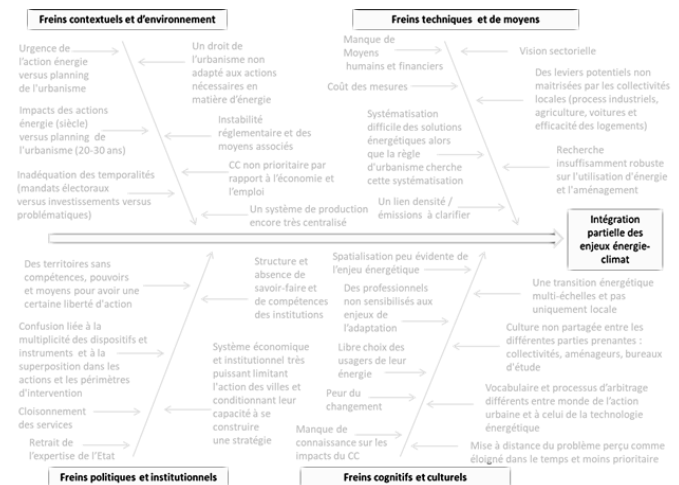 Freins contextuels et d'environnement
Urgence de
l'action énergie
versus planning
de l'urbanisme
Impacts des actions
énergie (siècle)
versus planning de
l'urbanisme (20-30 ans)
Inadéquation des temporalités
(mandats électoraux
versus investissements versus
problématiques)
Un droit de
l'urbanisme non
adapté aux actions
nécessaires en
matière d'énergie
Instabilité
réglementaire et des
moyens associés
CC non prioritaire par
rapport à l'économie et
l'emploi
Un système de production
encore très centralisé
Freins techniques et de moyens
Manque de
Moyens
humains et financiers
Coût des mesures
Systématisation
difficile des solutions
énergétiques alors
que la règle
d'urbanisme cherche
cette systématisation
Un lien densité /
émissions à clarifier
Vision sectorielle
Des leviers potentiels non
maitrisées par les collectivités
locales (process industriels,
agriculture, voitures et
efficacité des logements)
Recherche
insuffisamment robuste
sur l'utilisation d'énergie
et l'aménagement
Intégration
partielle des
enjeux énergie-
climat
Des territoires sans
compétences, pouvoirs
et moyens pour avoir une
certaine liberté d'action
Confusion liée à la
multiplicité des dispositifs et
instruments et à la
superposition dans les
actions et les périmètres
d'intervention
Cloisonnement
des services
Retrait de
l'expertise de l'Etat
Structure et
absence de
savoir-faire et
de compétences
des institutions
Système économique
et institutionnel très
puissant limitant
l'action des villes et
conditionnant leur
capacité à se
construire
une stratégie
Freins politiques et institutionnels
Spatialisation peu évidente de
l'enjeu énergétique
Des professionnels
non sensibilisés aux
enjeux de
l'adaptation
Libre choix des
usagers de leur
énergie
Peur du
changement
Manque de
connaissance sur les
impacts du CC
Une transition énergétique
multi-échelles et pas
uniquement locale
Culture non partagée entre les
différentes parties prenantes :
collectivités, aménageurs, bureaux
d'étude
Vocabulaire et processus d'arbitrage
différents entre monde de l'action
urbaine et à celui de la technologie
énergétique
Mise à distance du problème perçu comme
éloigné dans le temps et moins prioritaire
Freins cognitifs et culturels